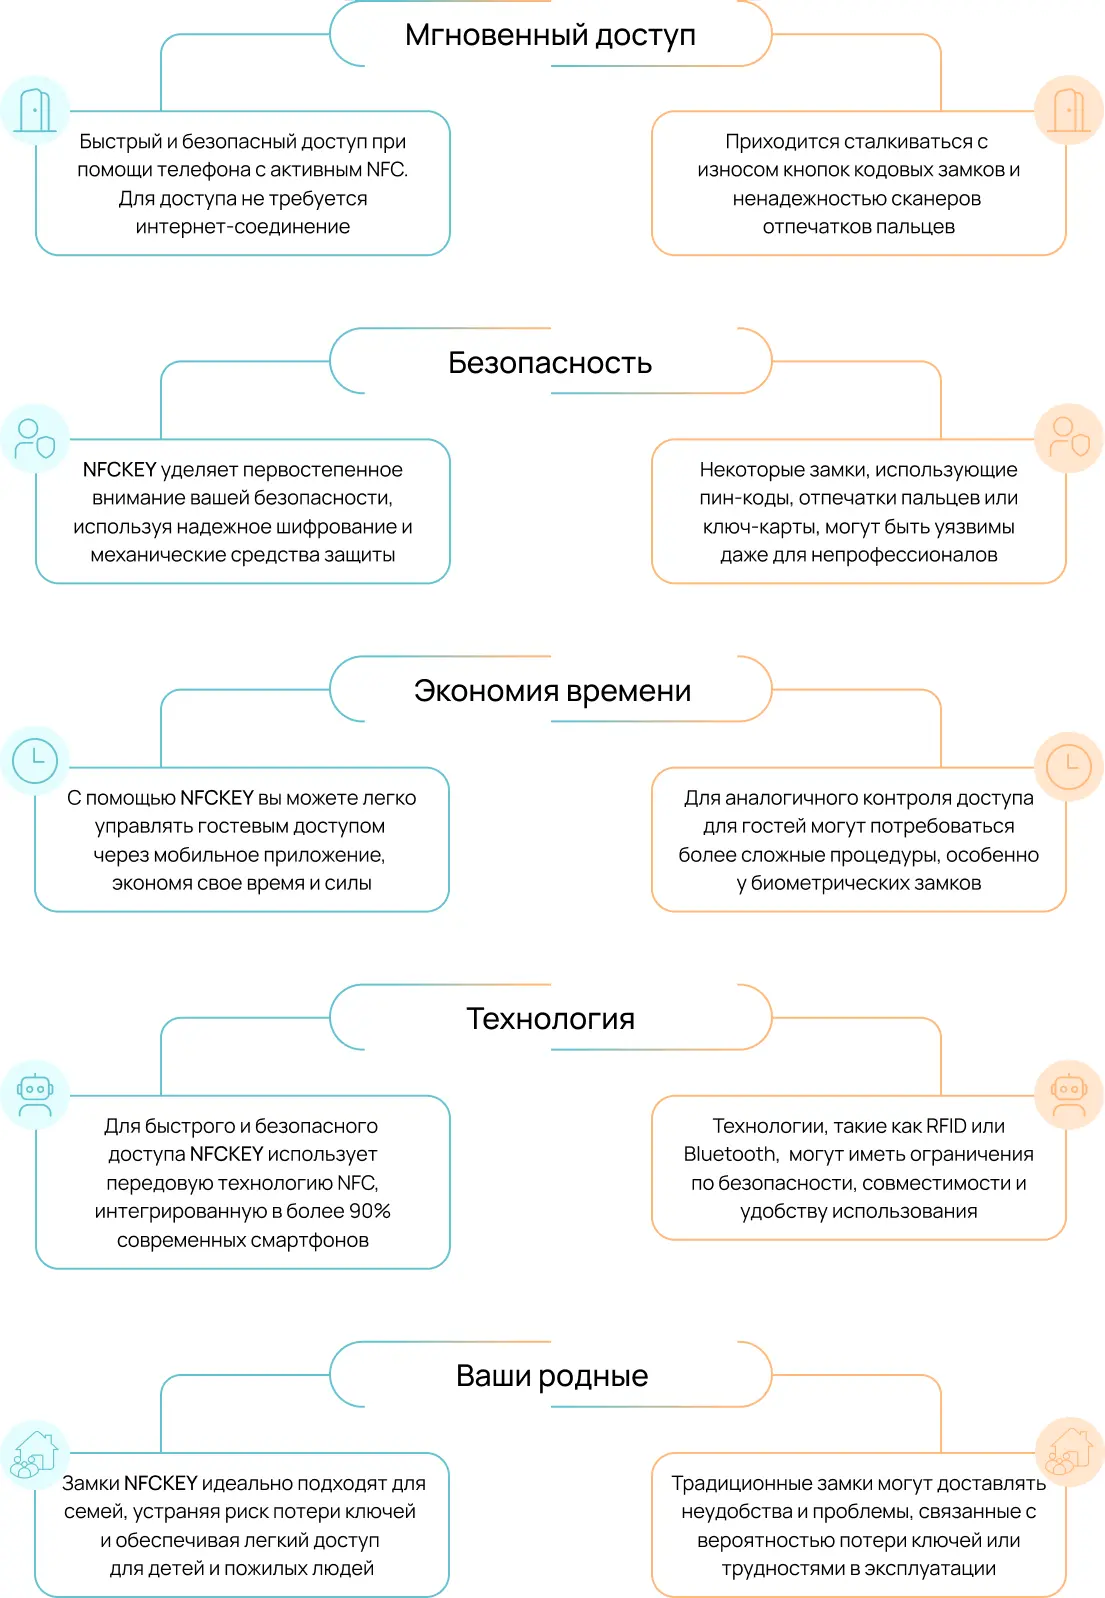 Мгновенный доступ
Быстрый и безопасный доступ при
помощи телефона с активным NFC.
Для доступа не требуется
интернет-соединение
Приходится сталкиваться с
износом кнопок кодовых замков и
ненадежностью сканеров
отпечатков пальцев
Безопасность
NFCKEY уделяет первостепенное
внимание вашей безопасности,
используя надежное шифрование и
механические средства защиты
Некоторые замки, использующие
пин-коды, отпечатки пальцев или
ключ-карты, могут быть уязвимы
даже для непрофессионалов
Экономия времени
С помощью NFCKEY вы можете легко
управлять гостевым доступом
через мобильное приложение,
экономя свое время и силы
Для аналогичного контроля доступа
для гостей могут потребоваться
более сложные процедуры, особенно
у биометрических замков
Технология
Для быстрого и безопасного
доступа NFCKEY использует
передовую технологию NFC,
интегрированную в более 90%
современных смартфонов
Технологии, такие как RFID или
Bluetooth, могут иметь ограничения
по безопасности, совместимости и
удобству использования
Ваши родные
Замки NFCKEY идеально подходят для
семей, устраняя риск потери ключей
и обеспечивая легкий доступ
для детей и пожилых людей
Традиционные замки могут доставлять
неудобства и проблемы, связанные с
вероятностью потери ключей или
трудностями в эксплуатации